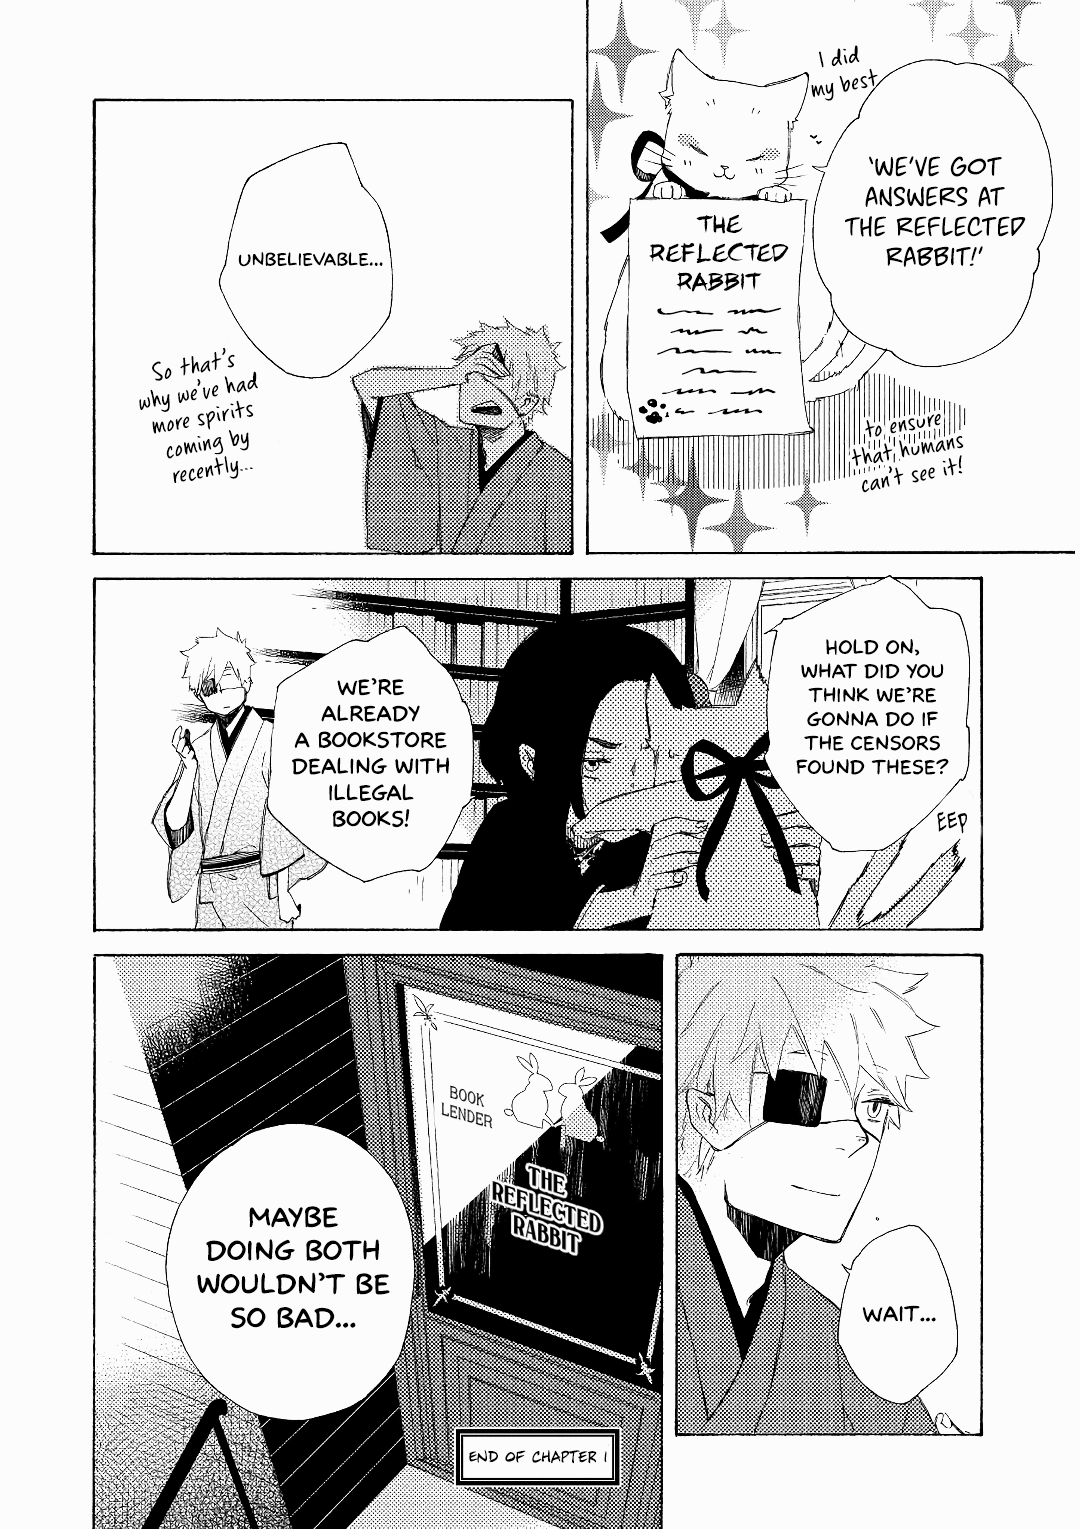 I did
my best
'WE'VE GOT
ANSWERS AT
THE REFLECTED
RABBIT!'
THE
REFLECTED
RABBIT
to ensure
that humans
can't see it!
UNBELIEVABLE...
So that's
why we've had
more spirits
coming by
recently...
HOLD ON,
WHAT DID YOU
THINK WE'RE
GONNA DO IF
THE CENSORS
FOUND THESE?
EEP
WE'RE
ALREADY
A BOOKSTORE
DEALING WITH
ILLEGAL
BOOKS!
WAIT...
BOOK
LENDER
THE
REFLECTED
RABBIT
MAYBE
DOING BOTH
WOULDN'T BE
SO BAD...
END OF CHAPTER 1